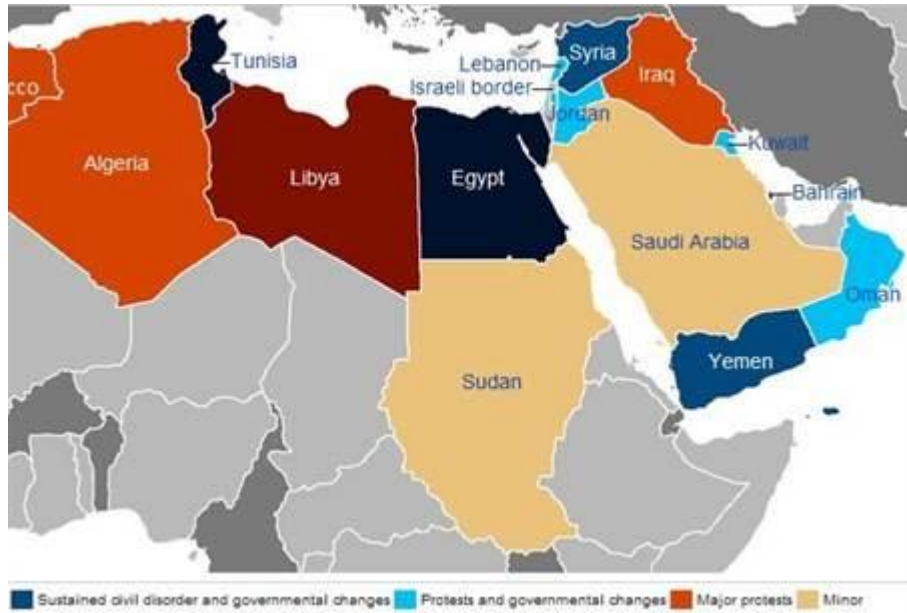 Tunisia
Lebanon
Syria
Israeli border
Iraq
cco
Jordan
Algeria
Kuwait
Libya
Egypt
Bahrain
Saudi Arabia
Oman
Yemen
Sudan
Sustained civil disorder and governmental changes Protests and governmental changes Major protests Minor